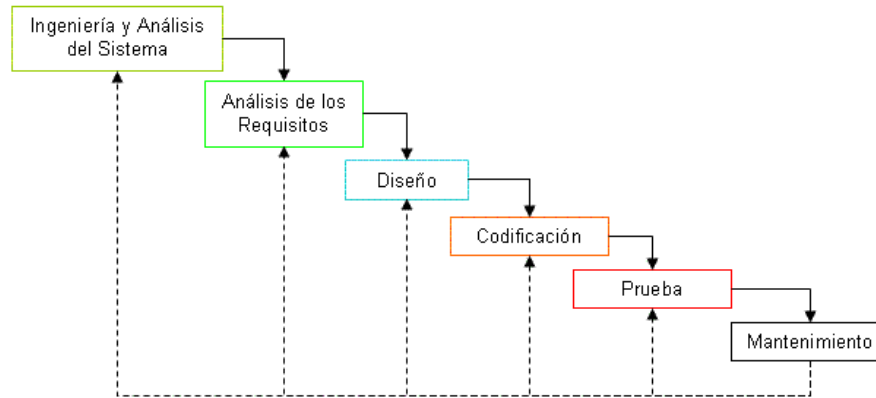 Ingeniería y Análisis
del Sistema
Análisis de los
Requisitos
Diseño
Codificación
Prueba
Mantenimiento